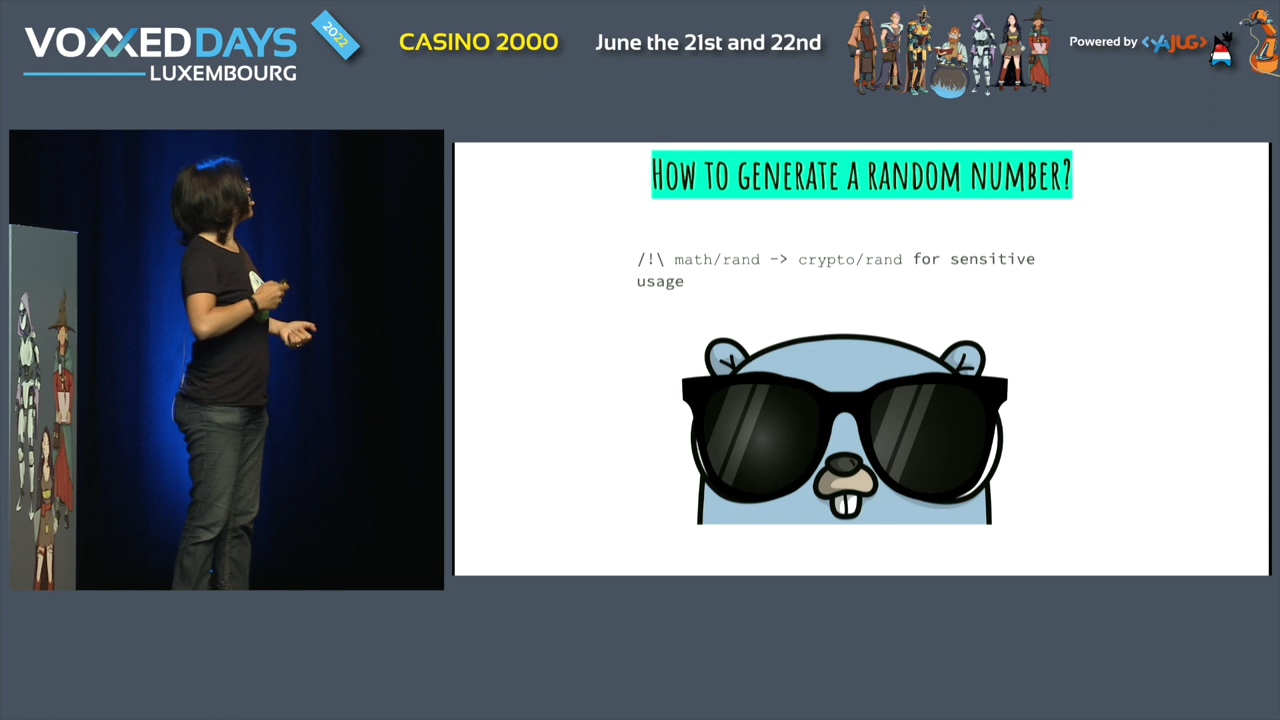 VOXXEDDAYS
LUXEMBOURG
2022
CASINO 2000
June the 21st and 22nd
Powered by <YAJUG>
HOW TO GENERATE A RANDOM NUMBER?
/!\ math/rand -> crypto/rand for sensitive
usage